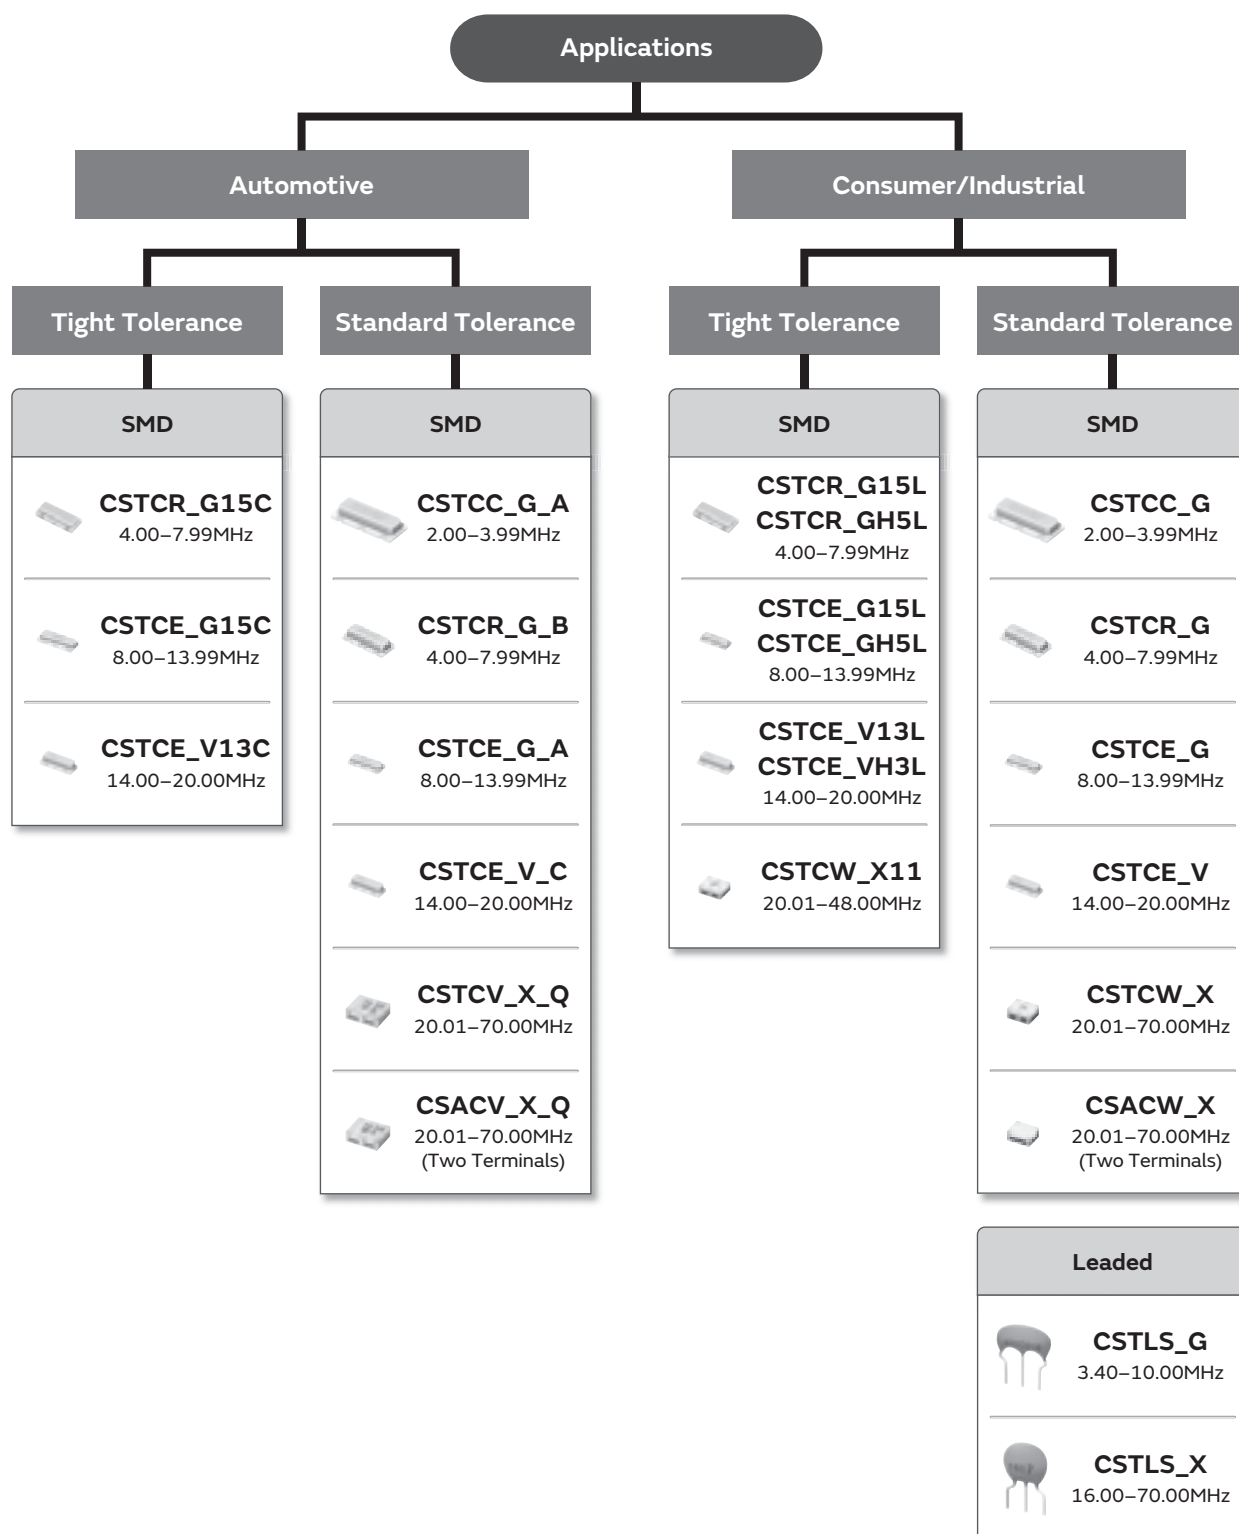 Applications
Automotive
Consumer/Industrial
Tight Tolerance
Standard Tolerance
Tight Tolerance
Standard Tolerance
SMD
CSTCR_G15C
4.00–7.99MHz
CSTCE_G15C
8.00–13.99MHz
CSTCE_V13C
14.00–20.00MHz
SMD
CSTCC_G_A
2.00–3.99MHz
CSTCR_G_B
4.00–7.99MHz
CSTCE_G_A
8.00–13.99MHz
CSTCE_V_C
14.00–20.00MHz
CSTCV_X_Q
20.01–70.00MHz
CSACV_X_Q
20.01–70.00MHz
(Two Terminals)
SMD
CSTCR_G15L
CSTCR_GH5L
4.00–7.99MHz
CSTCE_G15L
CSTCE_GH5L
8.00–13.99MHz
CSTCE_V13L
CSTCE_VH3L
14.00–20.00MHz
CSTCW_X11
20.01–48.00MHz
SMD
CSTCC_G
2.00–3.99MHz
CSTCR_G
4.00–7.99MHz
CSTCE_G
8.00–13.99MHz
CSTCE_V
14.00–20.00MHz
CSTCW_X
20.01–70.00MHz
CSACW_X
20.01–70.00MHz
(Two Terminals)
Leaded
CSTLS_G
3.40–10.00MHz
CSTLS_X
16.00–70.00MHz